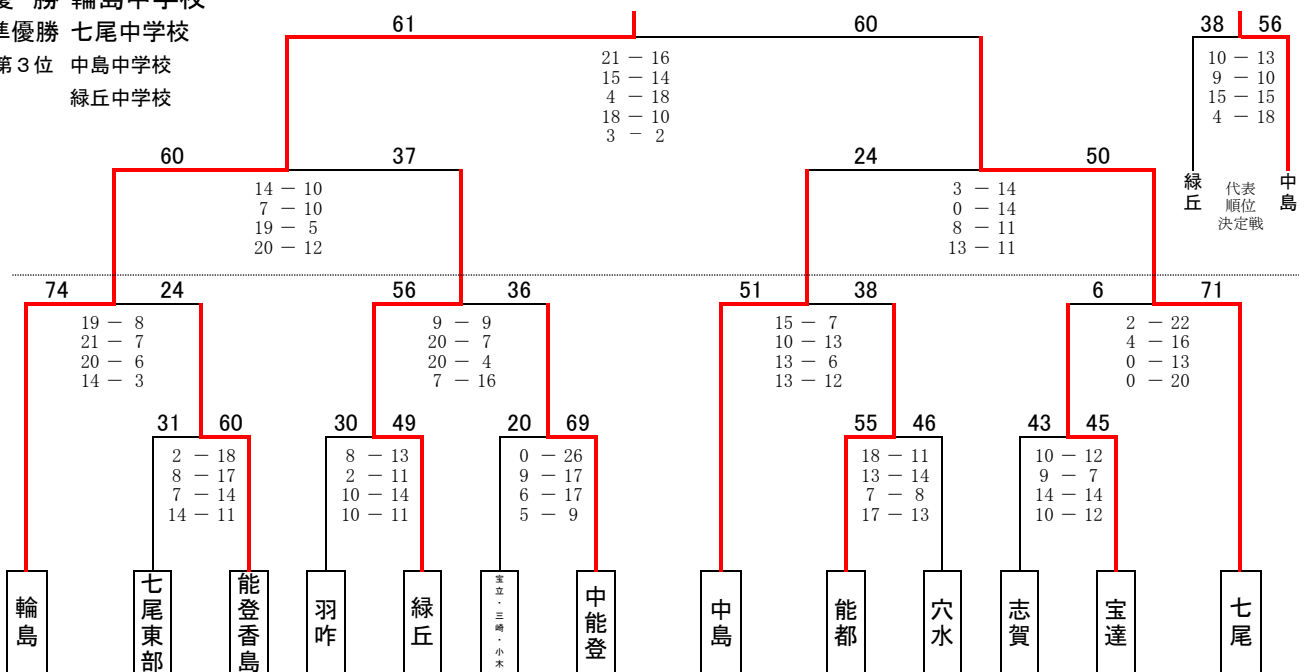 優 勝 輪島中学校
準優勝 七尾中学校
第３位 中島中学校
緑丘中学校
61 60
21 － 16
15 － 14
4 － 18
18 － 10
3 － 2
38 56
10 － 13
9 － 10
15 － 15
4 － 18
緑丘
代表
順位
決定戦
中島
60 37
14 － 10
7 － 10
19 － 5
20 － 12
24 50
3 － 14
0 － 14
8 － 11
13 － 11
74 24
19 － 8
21 － 7
20 － 6
14 － 3
56 36
9 － 9
20 － 7
20 － 4
7 － 16
51 38
15 － 7
10 － 13
13 － 6
13 － 12
6 71
2 － 22
4 － 16
0 － 13
0 － 20
31 60
2 － 18
8 － 17
7 － 14
14 － 11
30 49
8 － 13
2 － 11
10 － 14
10 － 11
20 69
0 － 26
9 － 17
6 － 17
5 － 9
55 46
18 － 11
13 － 14
7 － 8
17 － 13
43 45
10 － 12
9 － 7
14 － 14
10 － 12
輪島
七尾東部
能登香島
羽咋
緑丘
宝立・三崎・小木
中能登
中島
能都
穴水
志賀
宝達
七尾